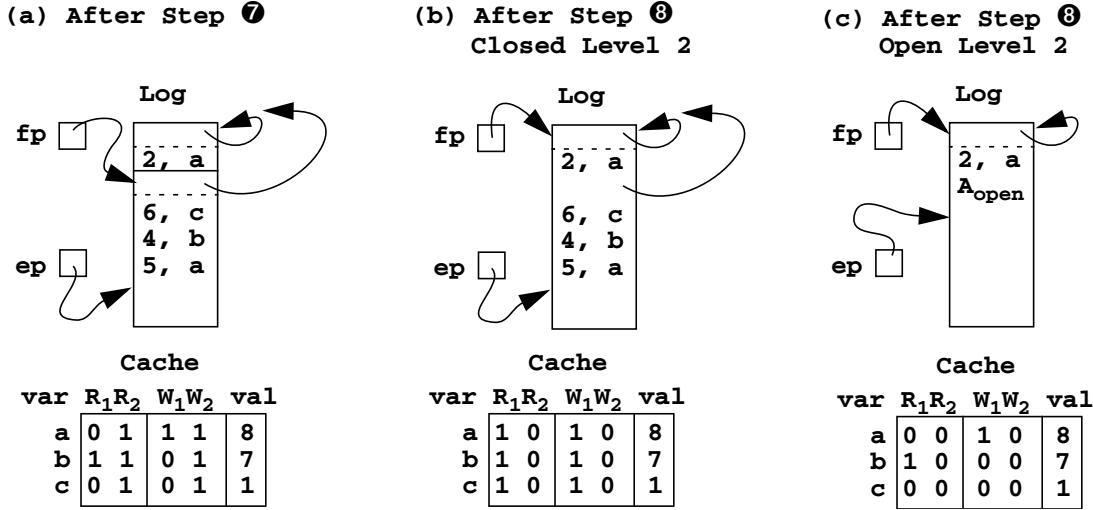 (a) After Step ❼
(b) After Step ❽
Closed Level 2
(c) After Step ❽
Open Level 2
Log
fp
2, a
6, c
4, b
5, a
ep
Cache
var R₁R₂ W₁W₂ val
a 0 1 1 1 8
b 1 1 0 1 7
c 0 1 0 1 1
Log
fp
2, a
6, c
4, b
5, a
ep
Cache
var R₁R₂ W₁W₂ val
a 1 0 1 0 8
b 1 0 1 0 7
c 1 0 1 0 1
Log
fp
2, a
Aopen
ep
Cache
var R₁R₂ W₁W₂ val
a 0 0 1 0 8
b 1 0 0 0 7
c 0 0 0 0 1